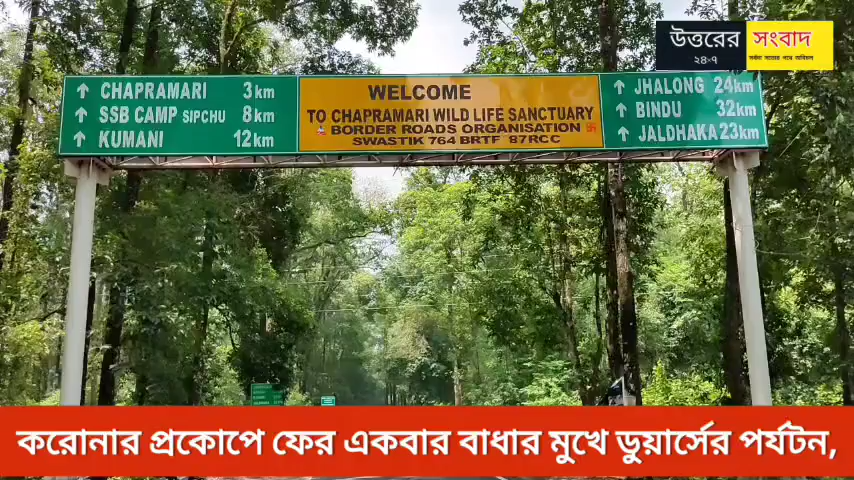 উত্তরের সংবাদ
২৪×৭
↑ CHAPRAMARI 3km
↑ SSB CAMP SIPCHU 8km
↑ KUMANI 12km
WELCOME
TO CHAPRAMARI WILD LIFE SANCTUARY
BORDER ROADS ORGANISATION
SWASTIK 764 BRTF 87RCC
↑ JHALONG 24km
↑ BINDU 32km
↑ JALDHAKA 23km
করোনার প্রকোপে ফের একবার বাধার মুখে ডুয়ার্সের পর্যটন,